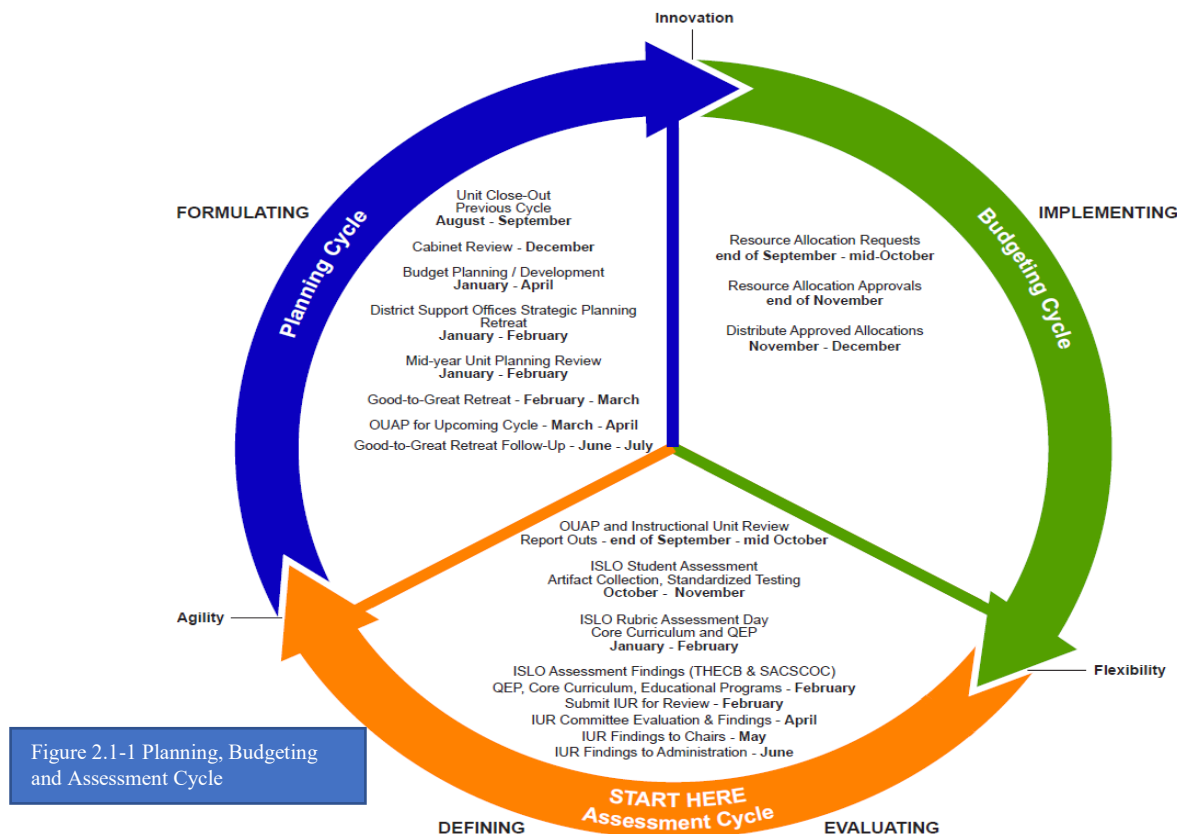 Innovation
FORMULATING
IMPLEMENTING
Planning Cycle
Budgeting Cycle
Unit Close-Out
Previous Cycle
August - September
Cabinet Review - December
Budget Planning / Development
January - April
District Support Offices Strategic Planning
Retreat
January - February
Mid-year Unit Planning Review
January - February
Good-to-Great Retreat - February - March
OUAP for Upcoming Cycle - March - April
Good-to-Great Retreat Follow-Up - June - July
Resource Allocation Requests
end of September - mid-October
Resource Allocation Approvals
end of November
Distribute Approved Allocations
November - December
OUAP and Instructional Unit Review
Report Outs - end of September - mid October
ISLO Student Assessment
Artifact Collection, Standardized Testing
October - November
ISLO Rubric Assessment Day
Core Curriculum and QEP
January - February
ISLO Assessment Findings (THECB & SACSCOC)
QEP, Core Curriculum, Educational Programs - February
Submit IUR for Review - February
IUR Committee Evaluation & Findings - April
IUR Findings to Chairs - May
IUR Findings to Administration - June
Agility
Flexibility
Figure 2.1-1 Planning, Budgeting
and Assessment Cycle
START HERE
Assessment Cycle
DEFINING
EVALUATING